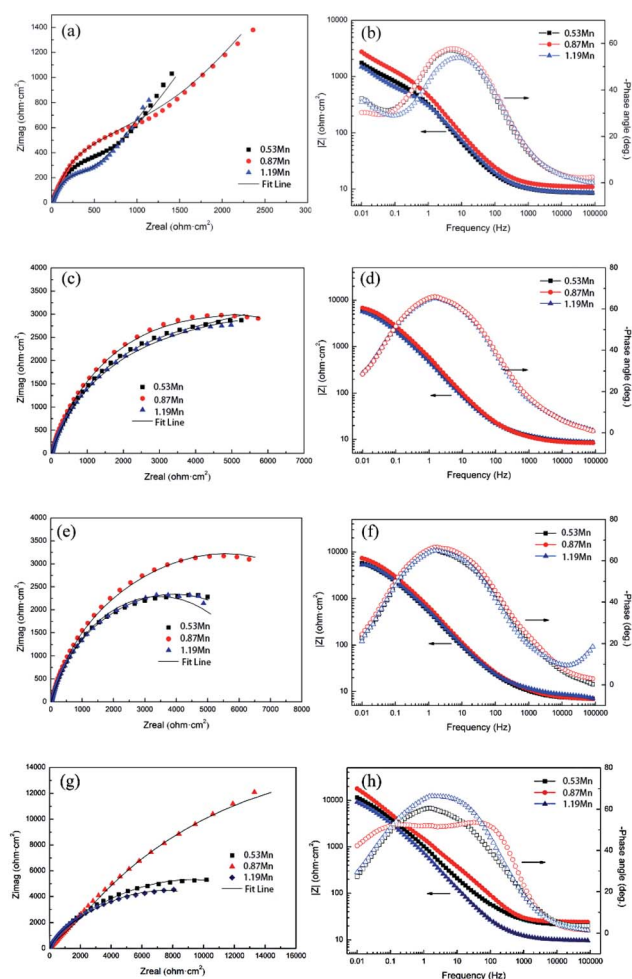 (a)
1400
1200
1000
800
600
400
200
0
Zimag (ohm·cm²)
0.53Mn
0.87Mn
1.19Mn
Fit Line
0 500 1000 1500 2000 2500 300
Zreal (ohm·cm²)
(b)
10000
1000
100
10
|Z| (ohm·cm²)
0.53Mn
0.87Mn
1.19Mn
80
60
40
20
0
-Phase angle (deg.)
0.01 0.1 1 10 100 1000 10000 100000
Frequency (Hz)
(c)
4000
3500
3000
2500
2000
1500
1000
500
0
Zimag (ohm·cm²)
0.53Mn
0.87Mn
1.19Mn
Fit Line
0 1000 2000 3000 4000 5000 6000 7000
Zreal (ohm·cm²)
(d)
10000
1000
100
10
|Z| (ohm·cm²)
0.53Mn
0.87Mn
1.19Mn
80
60
40
20
0
-Phase angle (deg.)
0.01 0.1 1 10 100 1000 10000 100000
Frequency (Hz)
(e)
4000
3500
3000
2500
2000
1500
1000
500
0
Zimag (ohm·cm²)
0.53Mn
0.87Mn
1.19Mn
Fit Line
0 1000 2000 3000 4000 5000 6000 7000 8000
Zreal (ohm·cm²)
(f)
10000
1000
100
10
|Z| (ohm·cm²)
0.53Mn
0.87Mn
1.19Mn
80
60
40
20
0
-Phase angle (deg.)
0.01 0.1 1 10 100 1000 10000 100000
Frequency (Hz)
(g)
14000
12000
10000
8000
6000
4000
2000
0
Zimag (ohm·cm²)
0.53Mn
0.87Mn
1.19Mn
Fit Line
0 2000 4000 6000 8000 10000 12000 14000 16000
Zreal (ohm·cm²)
(h)
10000
1000
100
10
|Z| (ohm·cm²)
0.53Mn
0.87Mn
1.19Mn
80
60
40
20
0
-Phase angle (deg.)
0.01 0.1 1 10 100 1000 10000 100000
Frequency (Hz)